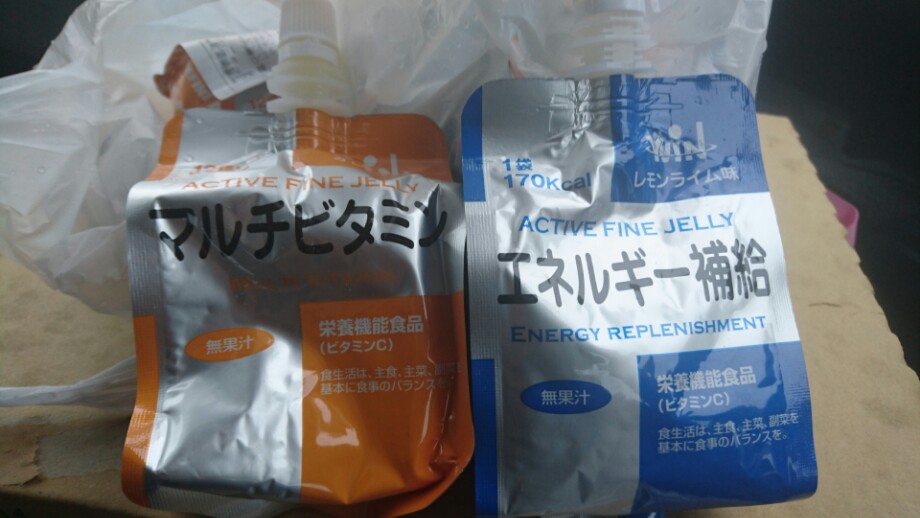 ACTIVE FINE JELLY
マルチビタミン
無果汁
栄養機能食品
(ビタミンC)
食生活は、主食、主菜、副菜を
基本に食事のバランスを。
1袋
170Kcal
レモンライム味
ACTIVE FINE JELLY
エネルギー補給
ENERGY REPLENISHMENT
無果汁
栄養機能食品
(ビタミンC)
食生活は、主食、主菜、副菜を
基本に食事のバランスを。